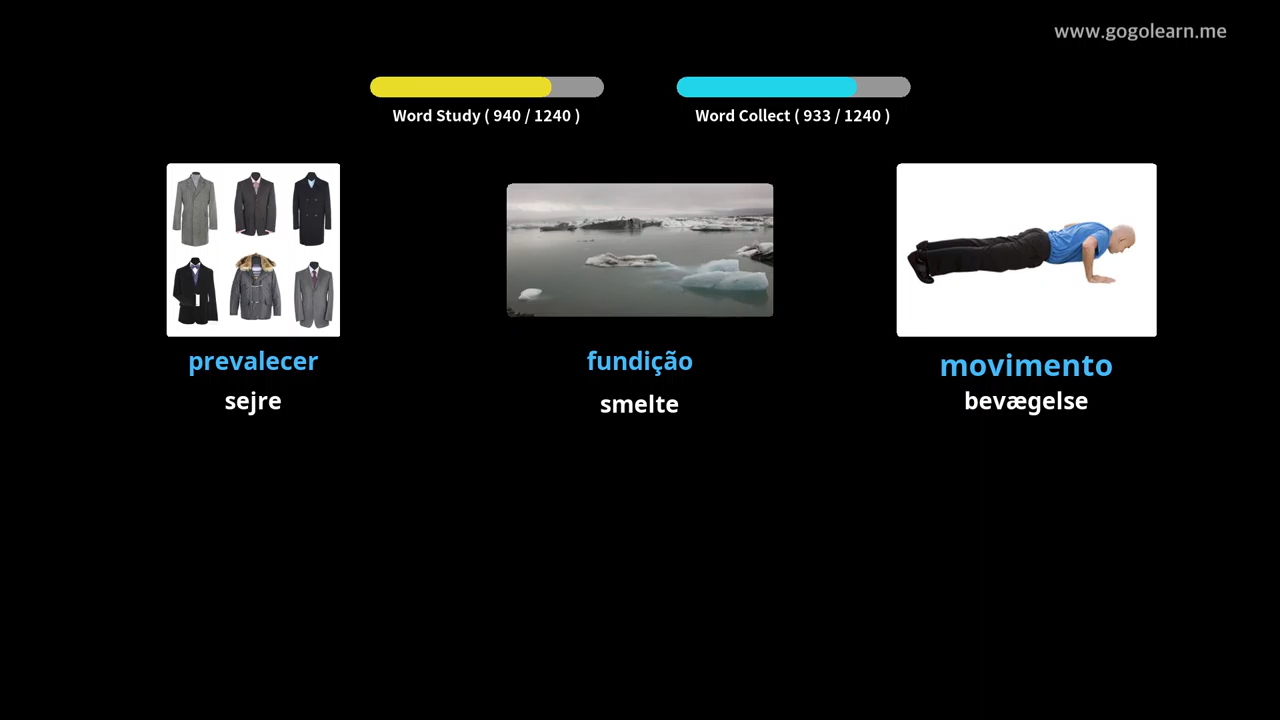 www.gogolearn.me
Word Study ( 940 / 1240 )
Word Collect ( 933 / 1240 )
prevalecer
fundição
movimento
sejre
smelte
bevægelse